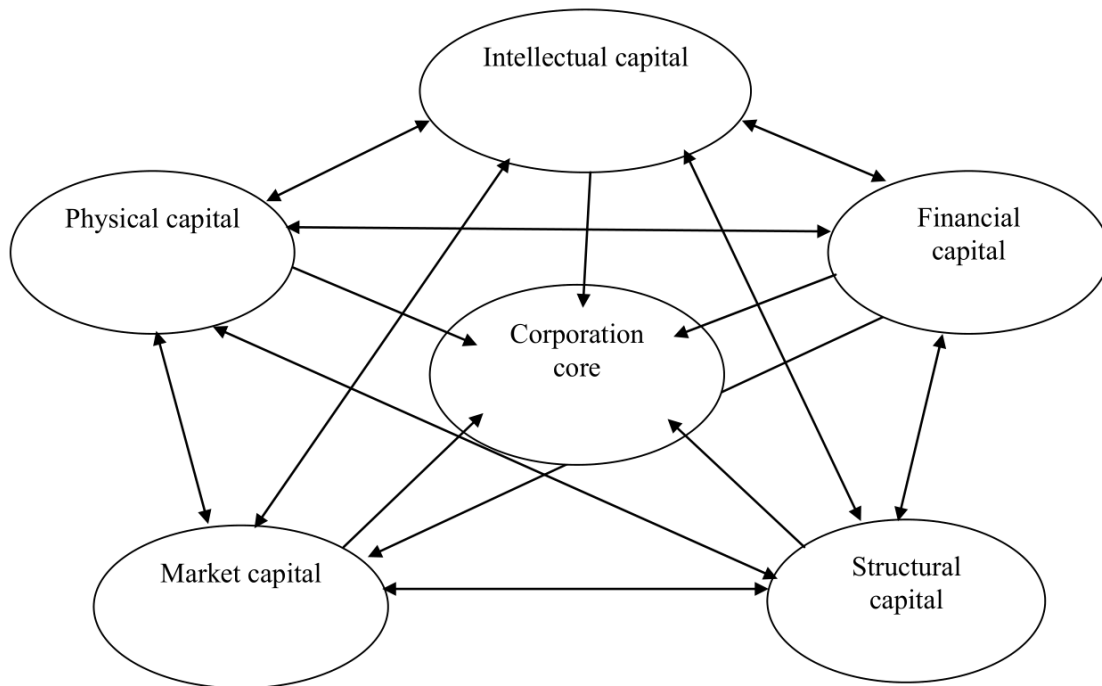 Intellectual capital
Physical capital
Financial
capital
Corporation
core
Market capital
Structural
capital